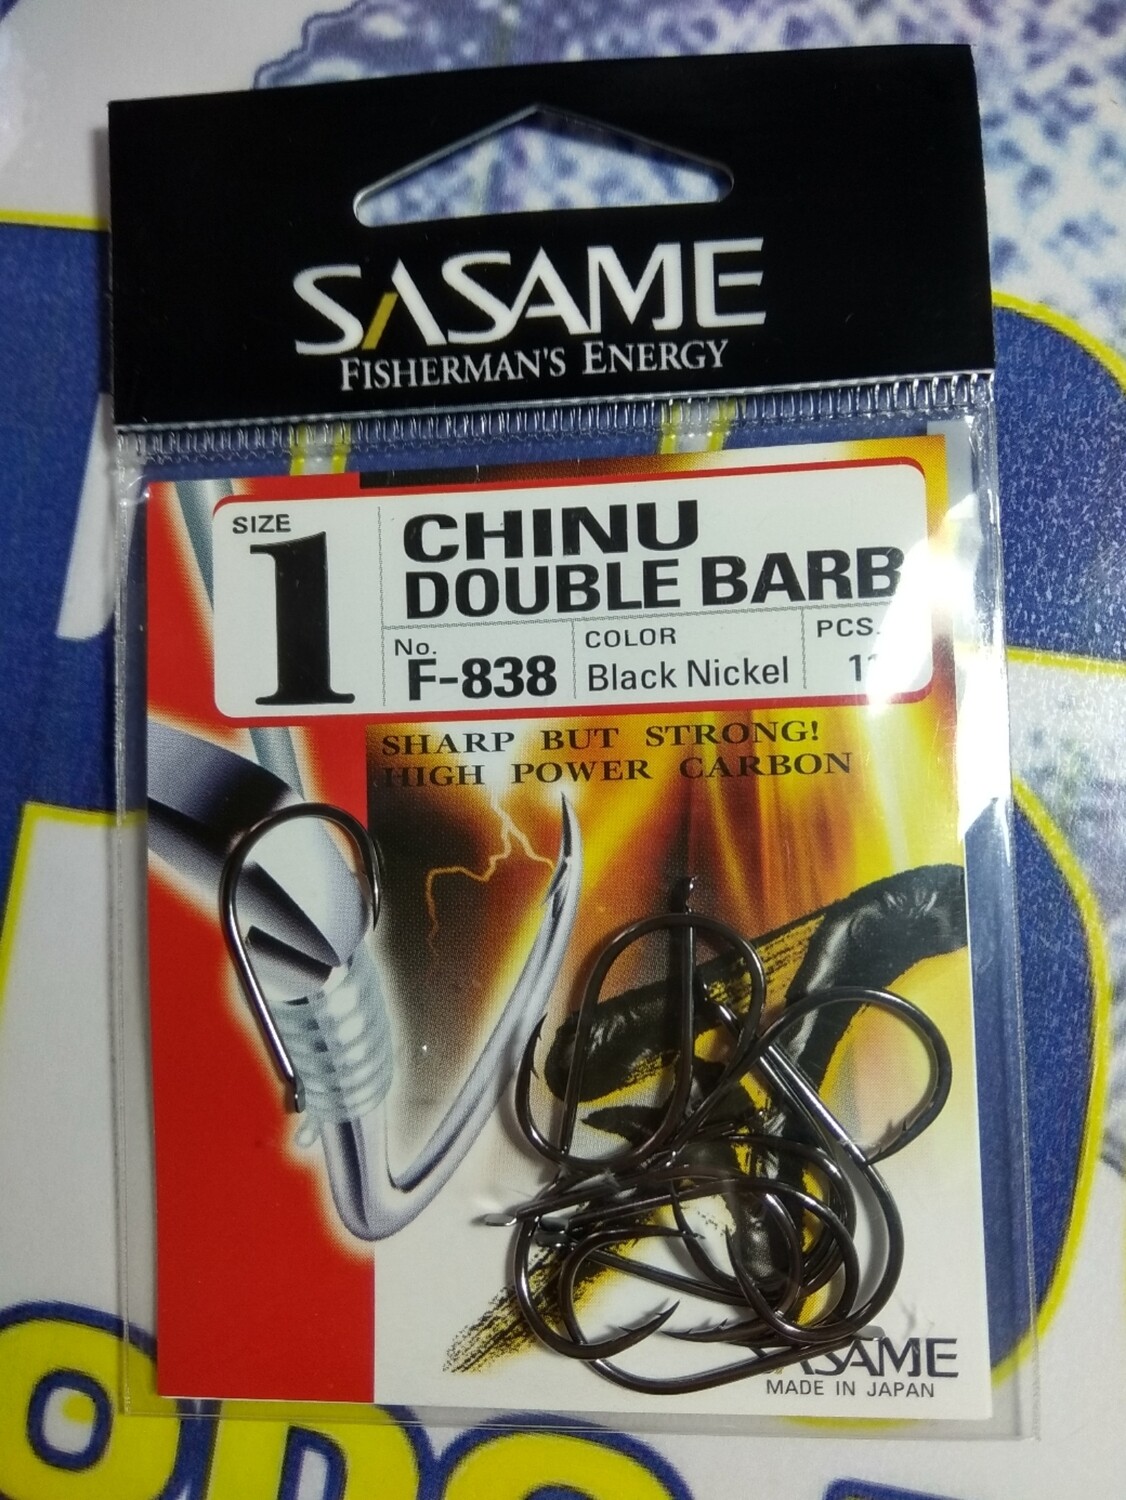 SASAME
FISHERMAN'S ENERGY
SIZE
1
CHINU
DOUBLE BARB
No.
F-838
COLOR
Black Nickel
PCS.
SHARP BUT STRONG!
HIGH POWER CARBON
SASAME
MADE IN JAPAN